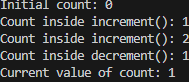 Initial count: 0
Count inside increment(): 1
Count inside increment(): 2
Count inside decrement(): 1
Current value of count: 1